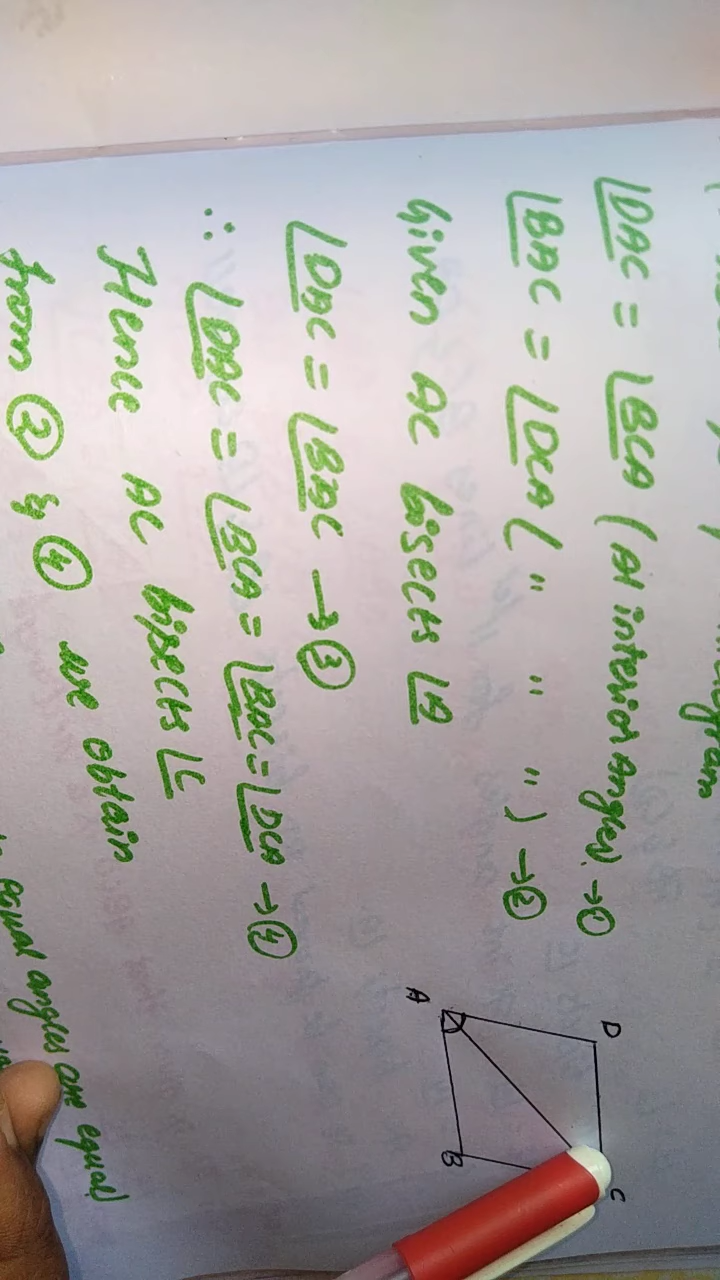 ∠DAC = ∠BCA (Al interior angles) → ①
∠BAC = ∠DCA ( " " " ) → ②
Given AC bisects ∠A
∠DAC = ∠BAC → ③
∴ ∠DAC = ∠BCA = ∠BAC = ∠DCA → ④
Hence AC bisects ∠C
from ② & ④ we obtain
equal angles are equal
D
C
A
B